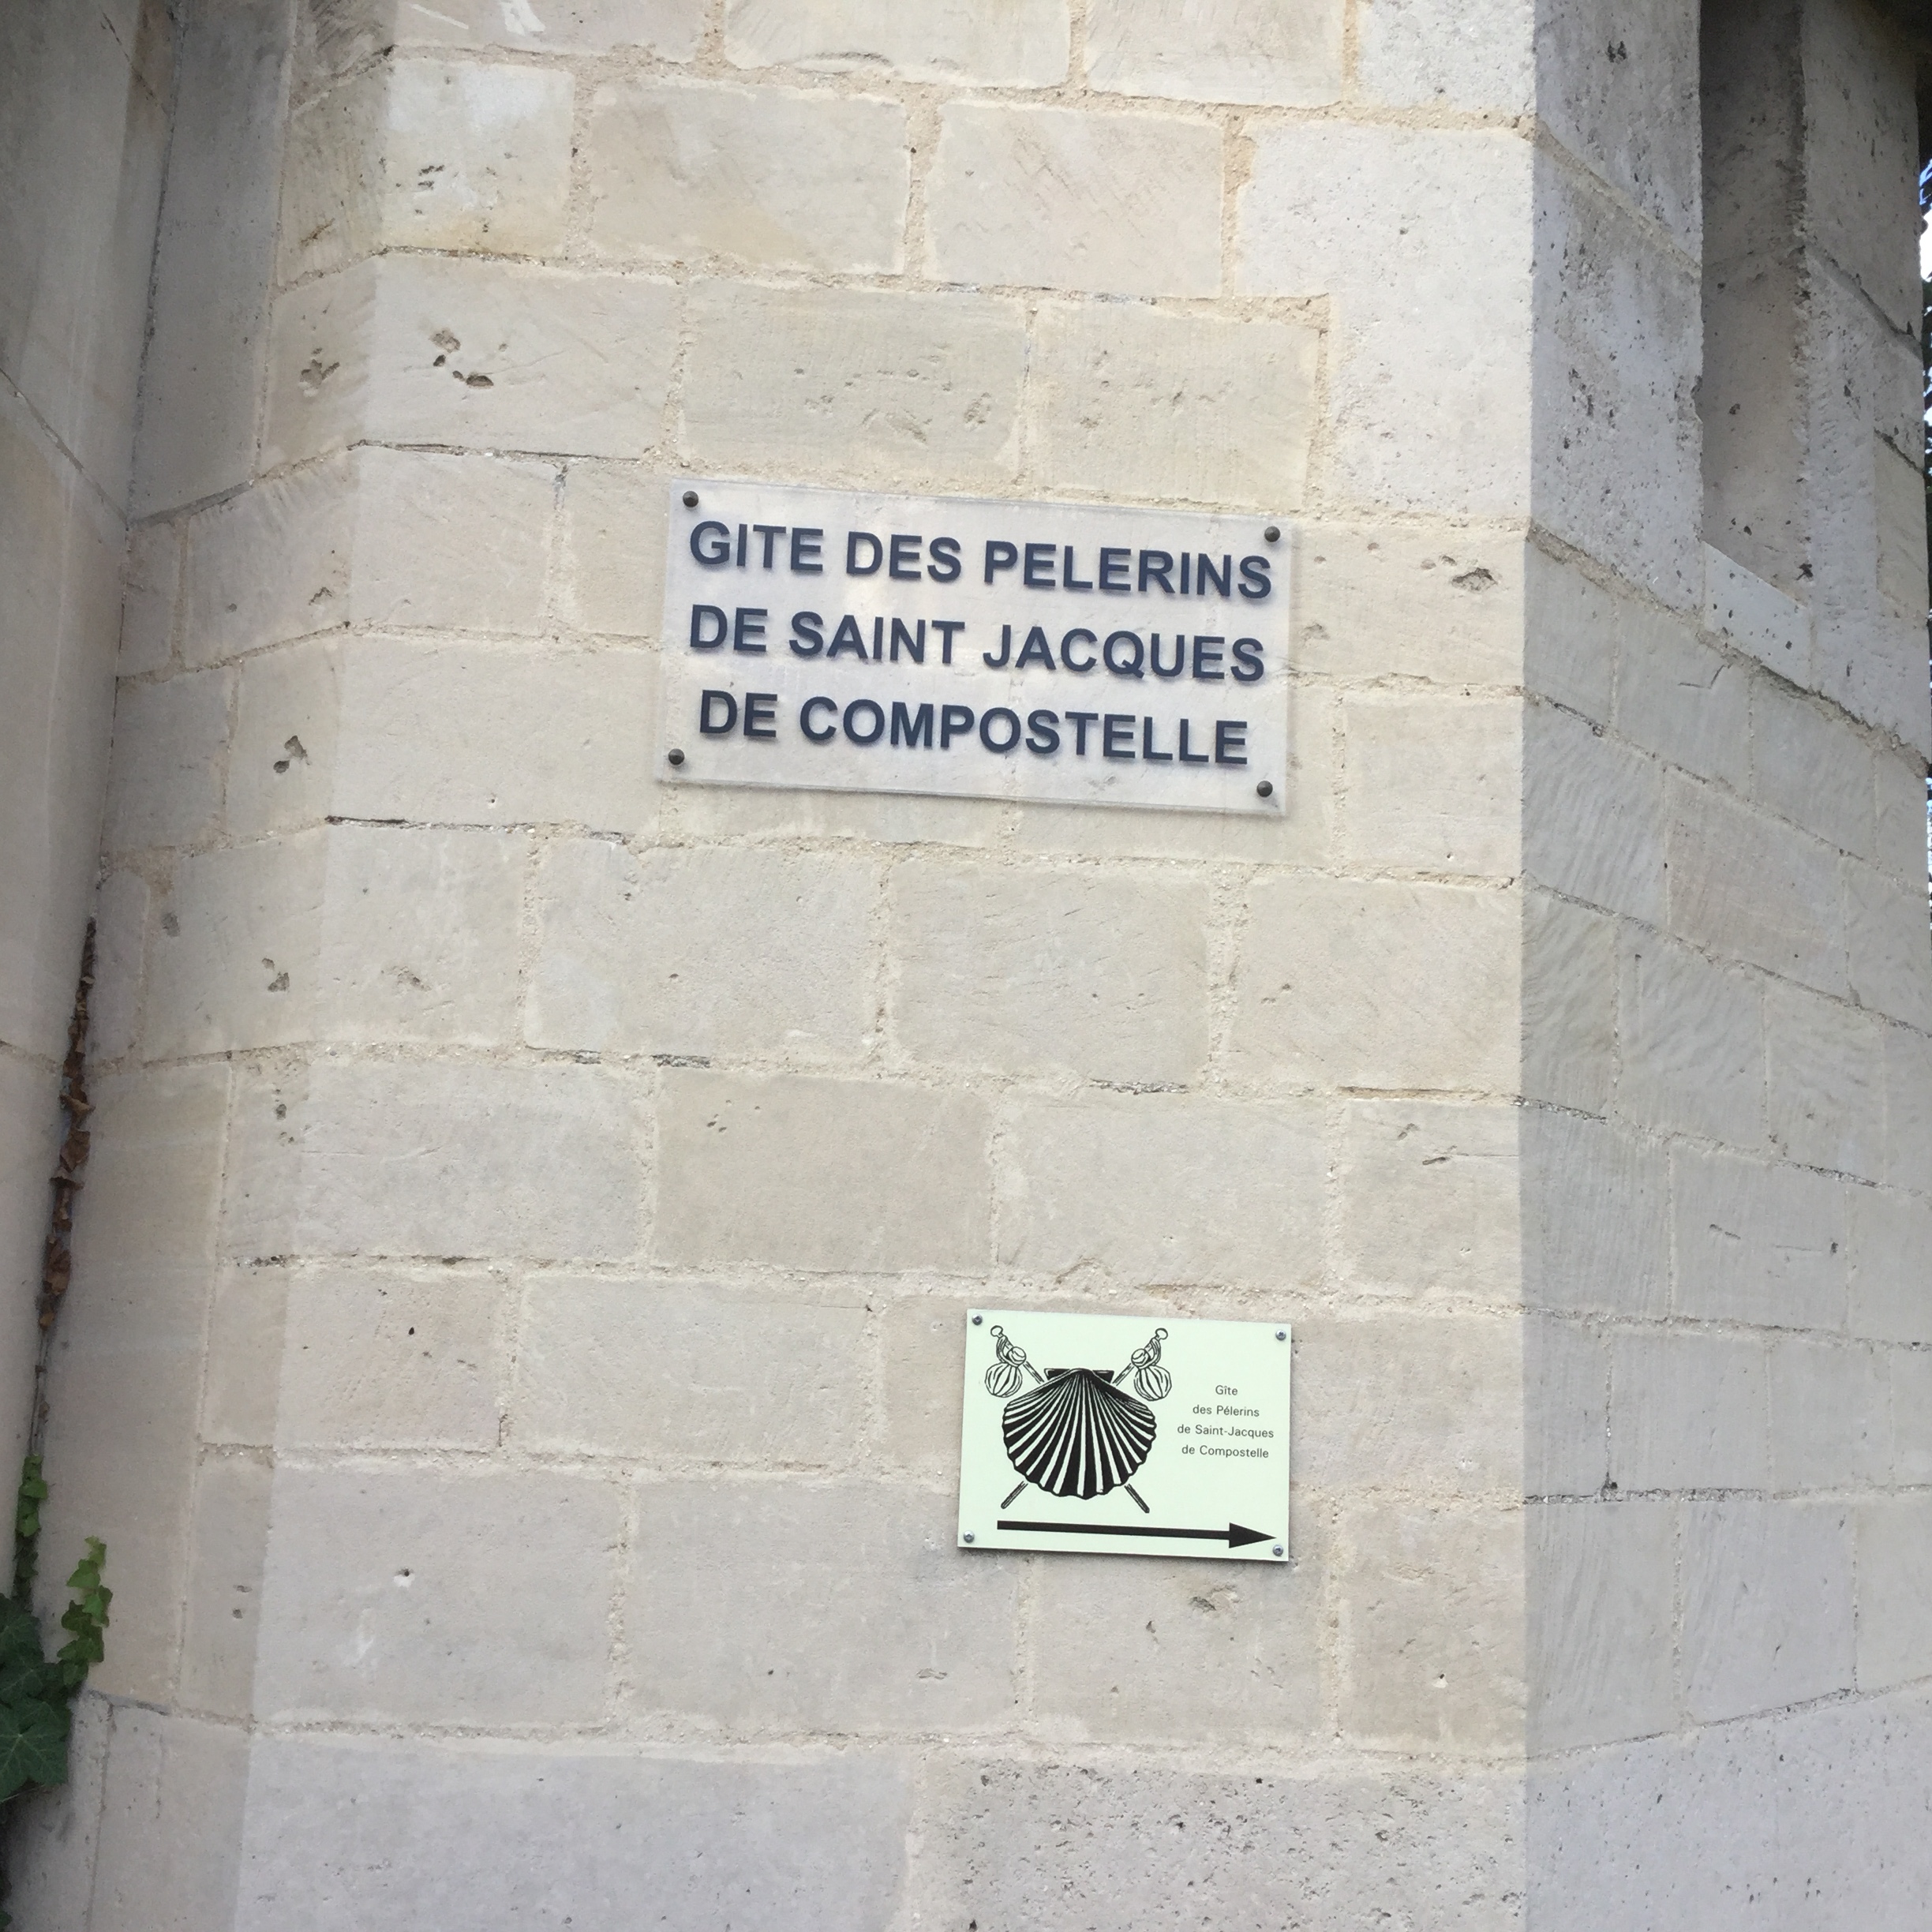 GITE DES PELERINS
DE SAINT JACQUES
DE COMPOSTELLE
Gîte
des Pélerins
de Saint-Jacques
de Compostelle